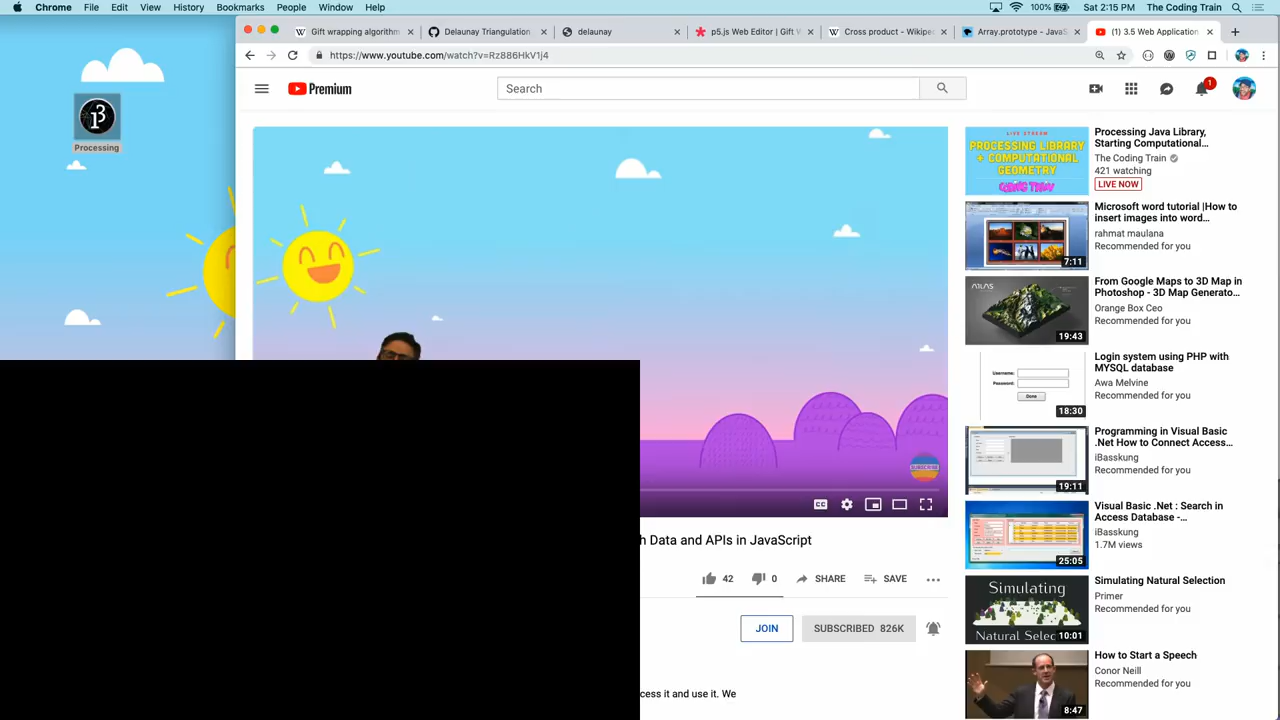 Chrome File Edit View History Bookmarks People Window Help 100% Sat 2:15 PM The Coding Train
Gift wrapping algorithm Delaunay Triangulation delaunay p5.js Web Editor | Gift W Cross product - Wikipe Array.prototype - JavaS (1) 3.5 Web Application
https://www.youtube.com/watch?v=Rz886HkV1j4
Premium
Search
1
Processing
LIVE STREAM
PROCESSING LIBRARY
+ COMPUTATIONAL
GEOMETRY
CODING TRAIN
Processing Java Library,
Starting Computational...
The Coding Train
421 watching
LIVE NOW
7:11
Microsoft word tutorial |How to
insert images into word...
rahmat maulana
Recommended for you
ATLAS
19:43
From Google Maps to 3D Map in
Photoshop - 3D Map Generato...
Orange Box Ceo
Recommended for you
Username:
Password:
Done
18:30
Login system using PHP with
MYSQL database
Awa Melvine
Recommended for you
19:11
Programming in Visual Basic
.Net How to Connect Access...
iBasskung
Recommended for you
SUBSCRIBE
CC
25:05
Visual Basic .Net : Search in
Access Database -...
iBasskung
1.7M views
h Data and APIs in JavaScript
42 0 SHARE SAVE
Simulating
Natural Selec
10:01
Simulating Natural Selection
Primer
Recommended for you
JOIN SUBSCRIBED 826K
8:47
How to Start a Speech
Conor Neill
Recommended for you
cess it and use it. We